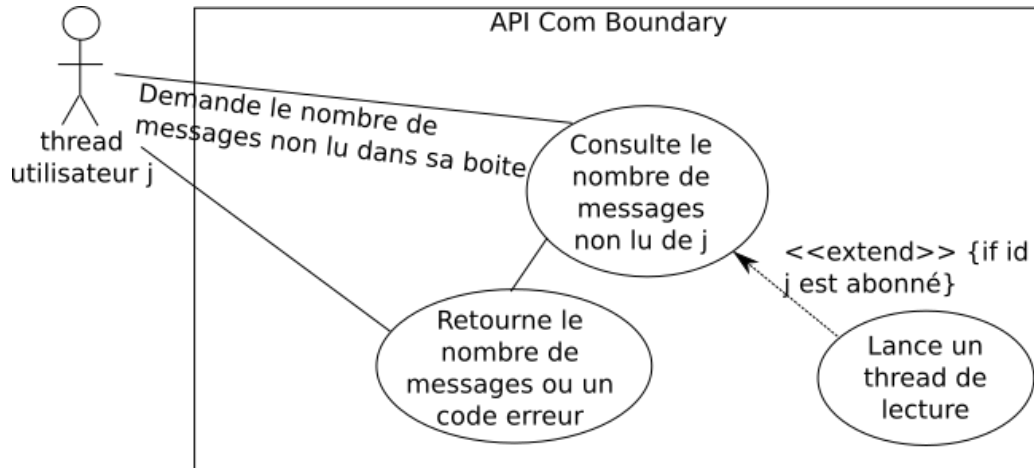 API Com Boundary
thread
utilisateur j
Demande le nombre de
messages non lu dans sa boite
Consulte le
nombre de
messages
non lu de j
<<extend>> {if id
j est abonné}
Retourne le
nombre de
messages ou un
code erreur
Lance un
thread de
lecture